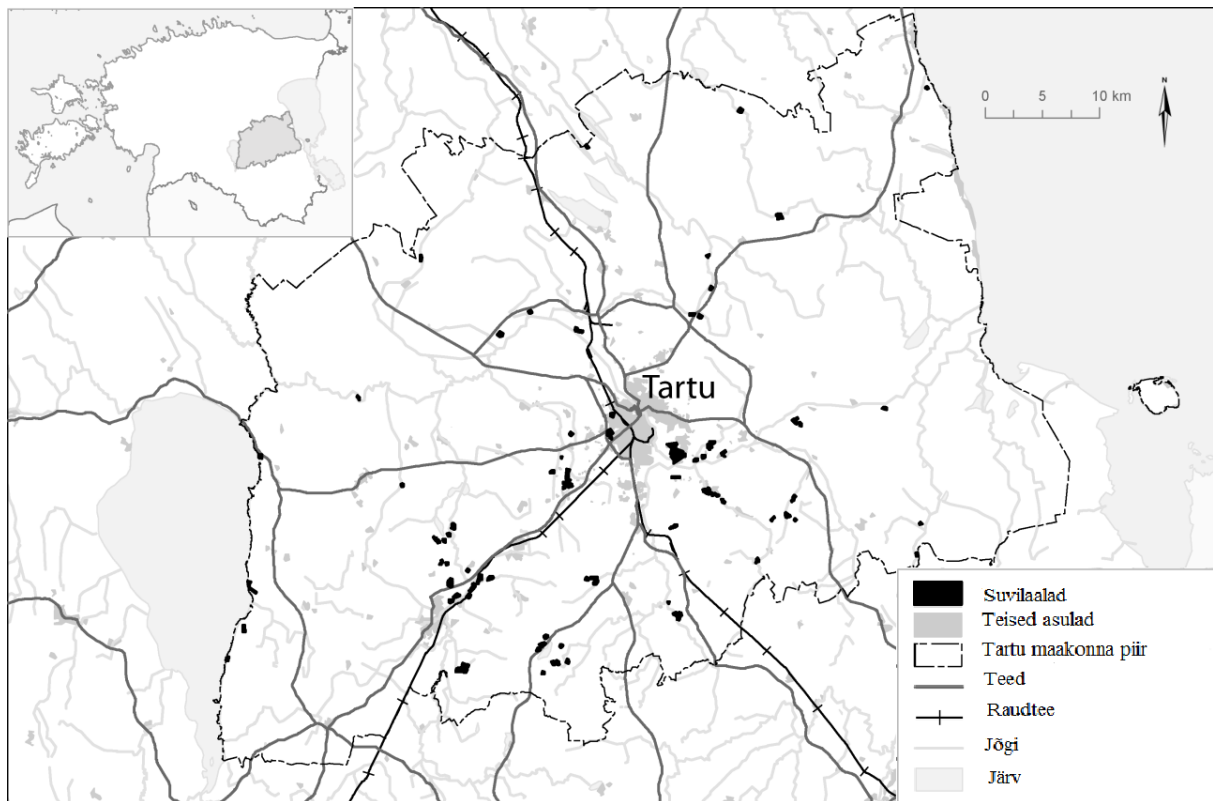 N
0 5 10 km
Tartu
Suvilaalad
Teised asulad
Tartu maakonna piir
Teed
Raudtee
Jõgi
Järv